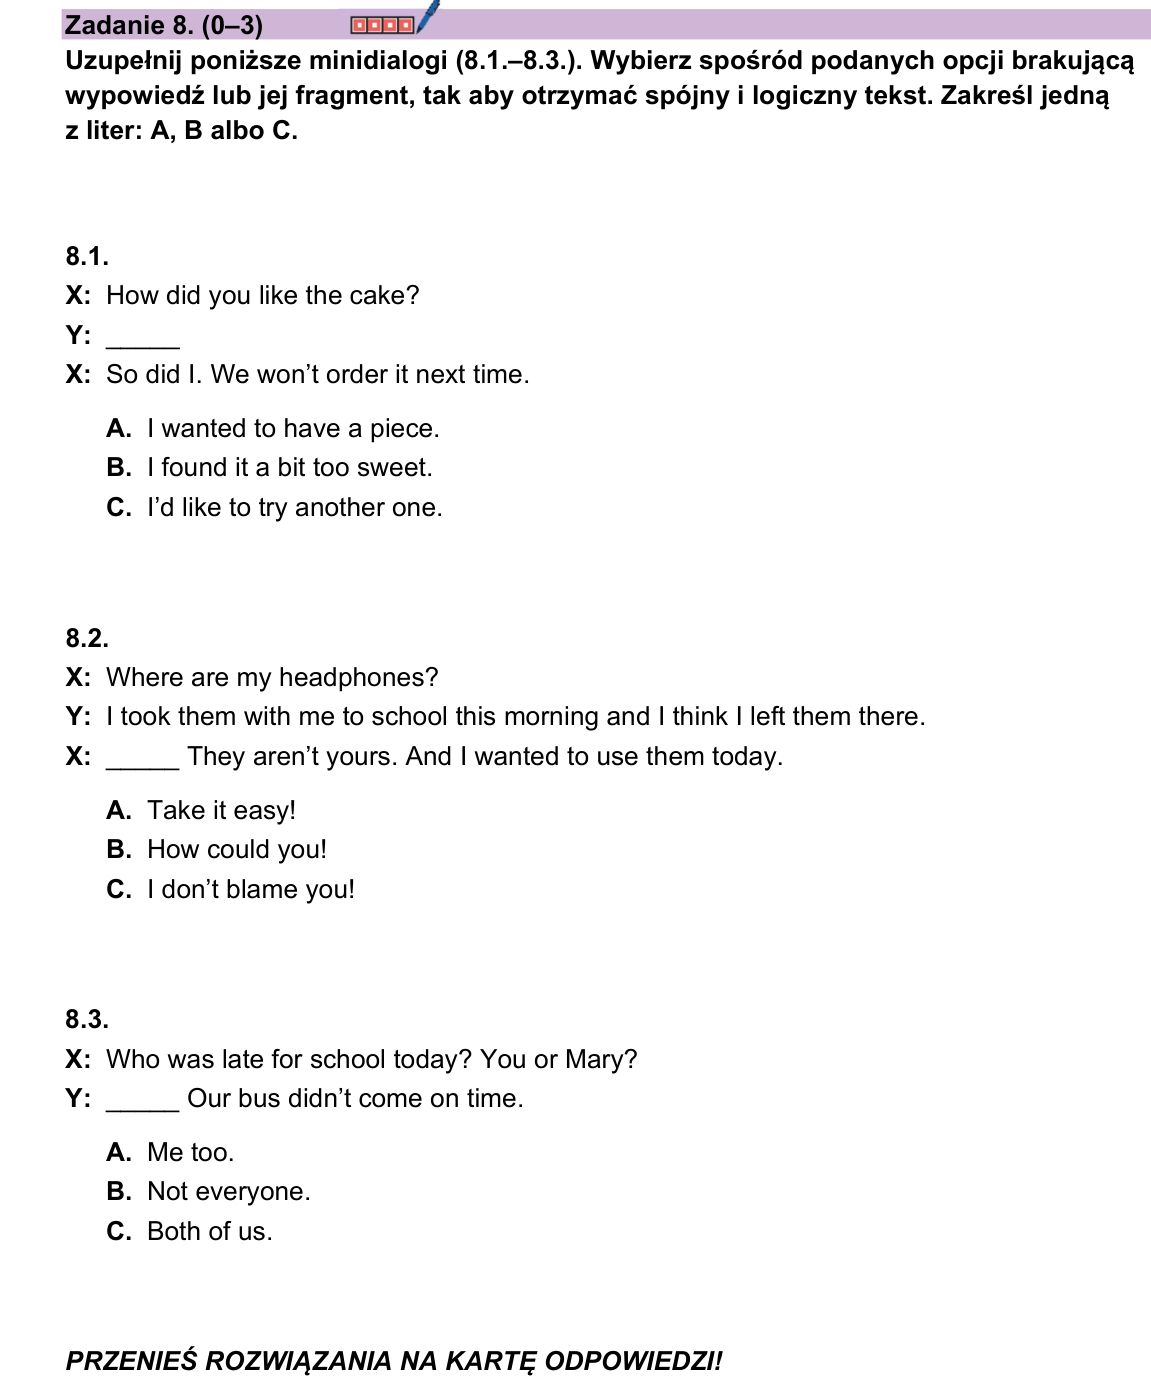 Zadanie 8. (0–3)
Uzupełnij poniższe minidialogi (8.1.–8.3.). Wybierz spośród podanych opcji brakującą
wypowiedź lub jej fragment, tak aby otrzymać spójny i logiczny tekst. Zakreśl jedną
z liter: A, B albo C.
8.1.
X: How did you like the cake?
Y: _____
X: So did I. We won’t order it next time.
A. I wanted to have a piece.
B. I found it a bit too sweet.
C. I’d like to try another one.
8.2.
X: Where are my headphones?
Y: I took them with me to school this morning and I think I left them there.
X: _____ They aren’t yours. And I wanted to use them today.
A. Take it easy!
B. How could you!
C. I don’t blame you!
8.3.
X: Who was late for school today? You or Mary?
Y: _____ Our bus didn’t come on time.
A. Me too.
B. Not everyone.
C. Both of us.
PRZENIEŚ ROZWIĄZANIA NA KARTĘ ODPOWIEDZI!